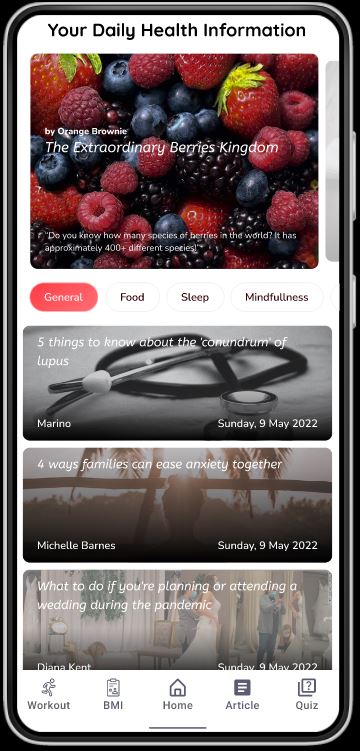 Your Daily Health Information
by Orange Brownie
The Extraordinary Berries Kingdom
"Do you know how many species of berries in the world? It has
approximately 400+ different species!"
General
Food
Sleep
Mindfullness
5 things to know about the 'conundrum' of
lupus
Marino
Sunday, 9 May 2022
4 ways families can ease anxiety together
Michelle Barnes
Sunday, 9 May 2022
What to do if you're planning or attending a
wedding during the pandemic
Diana Kent
Sunday, 9 May 2022
Workout
BMI
Home
Article
Quiz